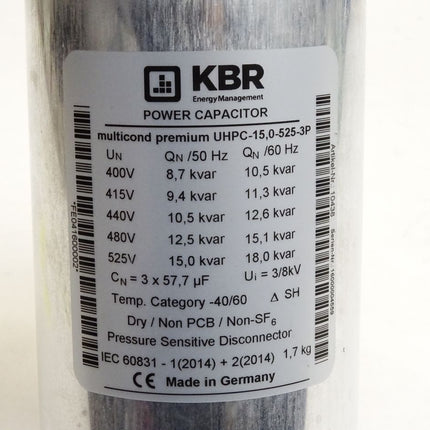 KBR
EnergyManagement
POWER CAPACITOR
multicond premium UHPC-15,0-525-3P
UN QN /50 Hz QN /60 Hz
400V 8,7 kvar 10,5 kvar
415V 9,4 kvar 11,3 kvar
440V 10,5 kvar 12,6 kvar
480V 12,5 kvar 15,1 kvar
525V 15,0 kvar 18,0 kvar
CN = 3 x 57,7 µF Ui = 3/8kV
Temp. Category -40/60 Δ SH
Dry / Non PCB / Non-SF6
Pressure Sensitive Disconnector
IEC 60831 - 1(2014) + 2(2014) 1,7 kg
CE Made in Germany